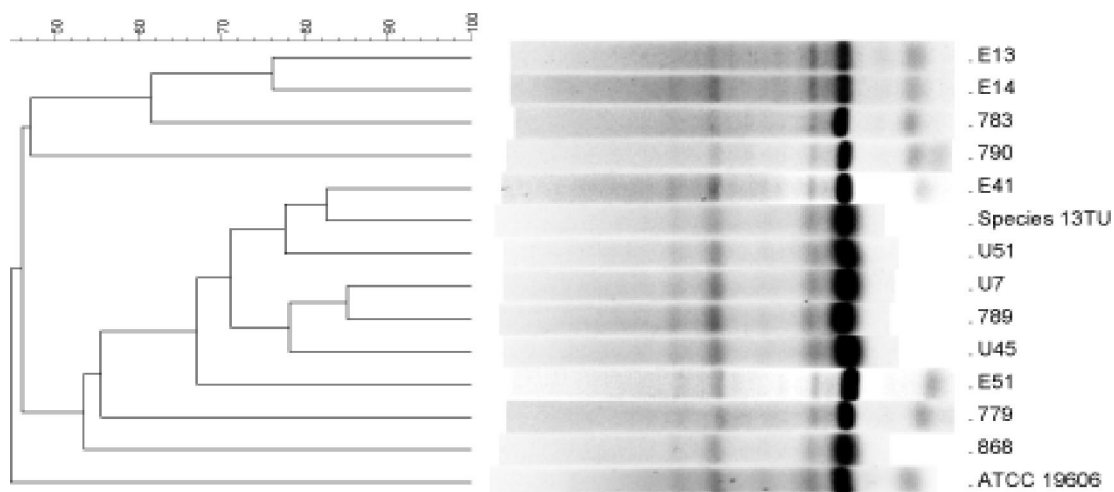 50 60 70 80 90 100
. E13
. E14
. 783
. 790
. E41
. Species 13TU
. U51
. U7
. 789
. U45
. E51
. 779
. 868
. ATCC 19606